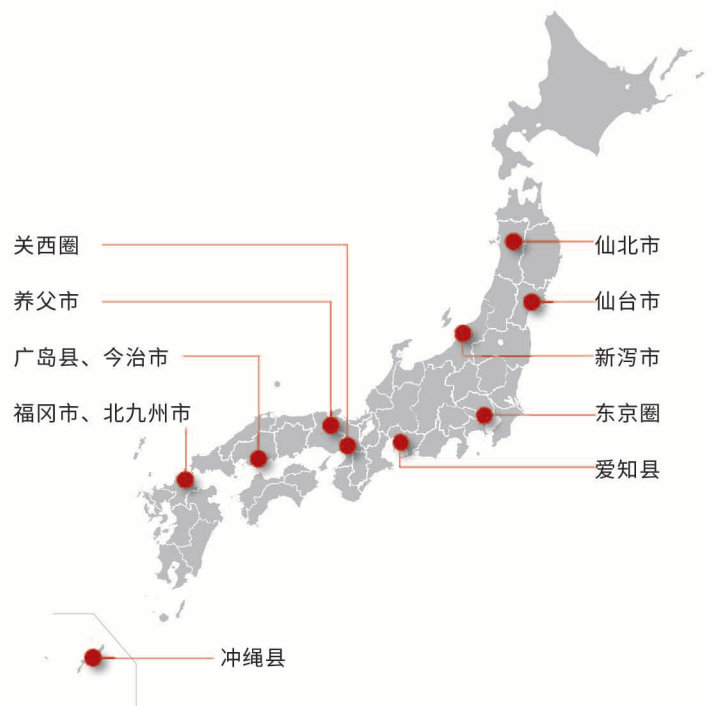 关西圈
养父市
广岛县、今治市
福冈市、北九州市
仙北市
仙台市
新泻市
东京圈
爱知县
冲绳县